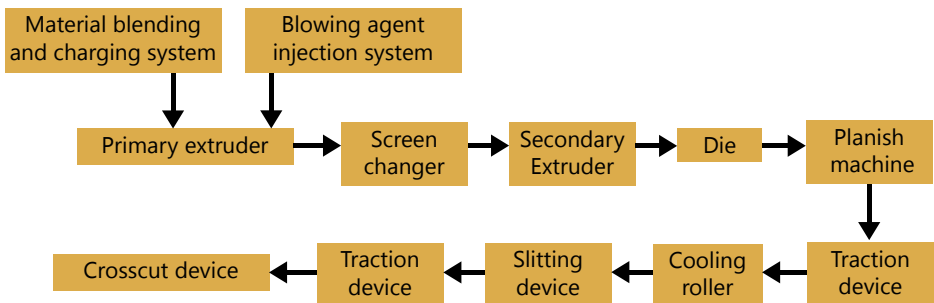 Material blending
and charging system
Blowing agent
injection system
Primary extruder
Screen
changer
Secondary
Extruder
Die
Planish
machine
Traction
device
Cooling
roller
Slitting
device
Traction
device
Crosscut device